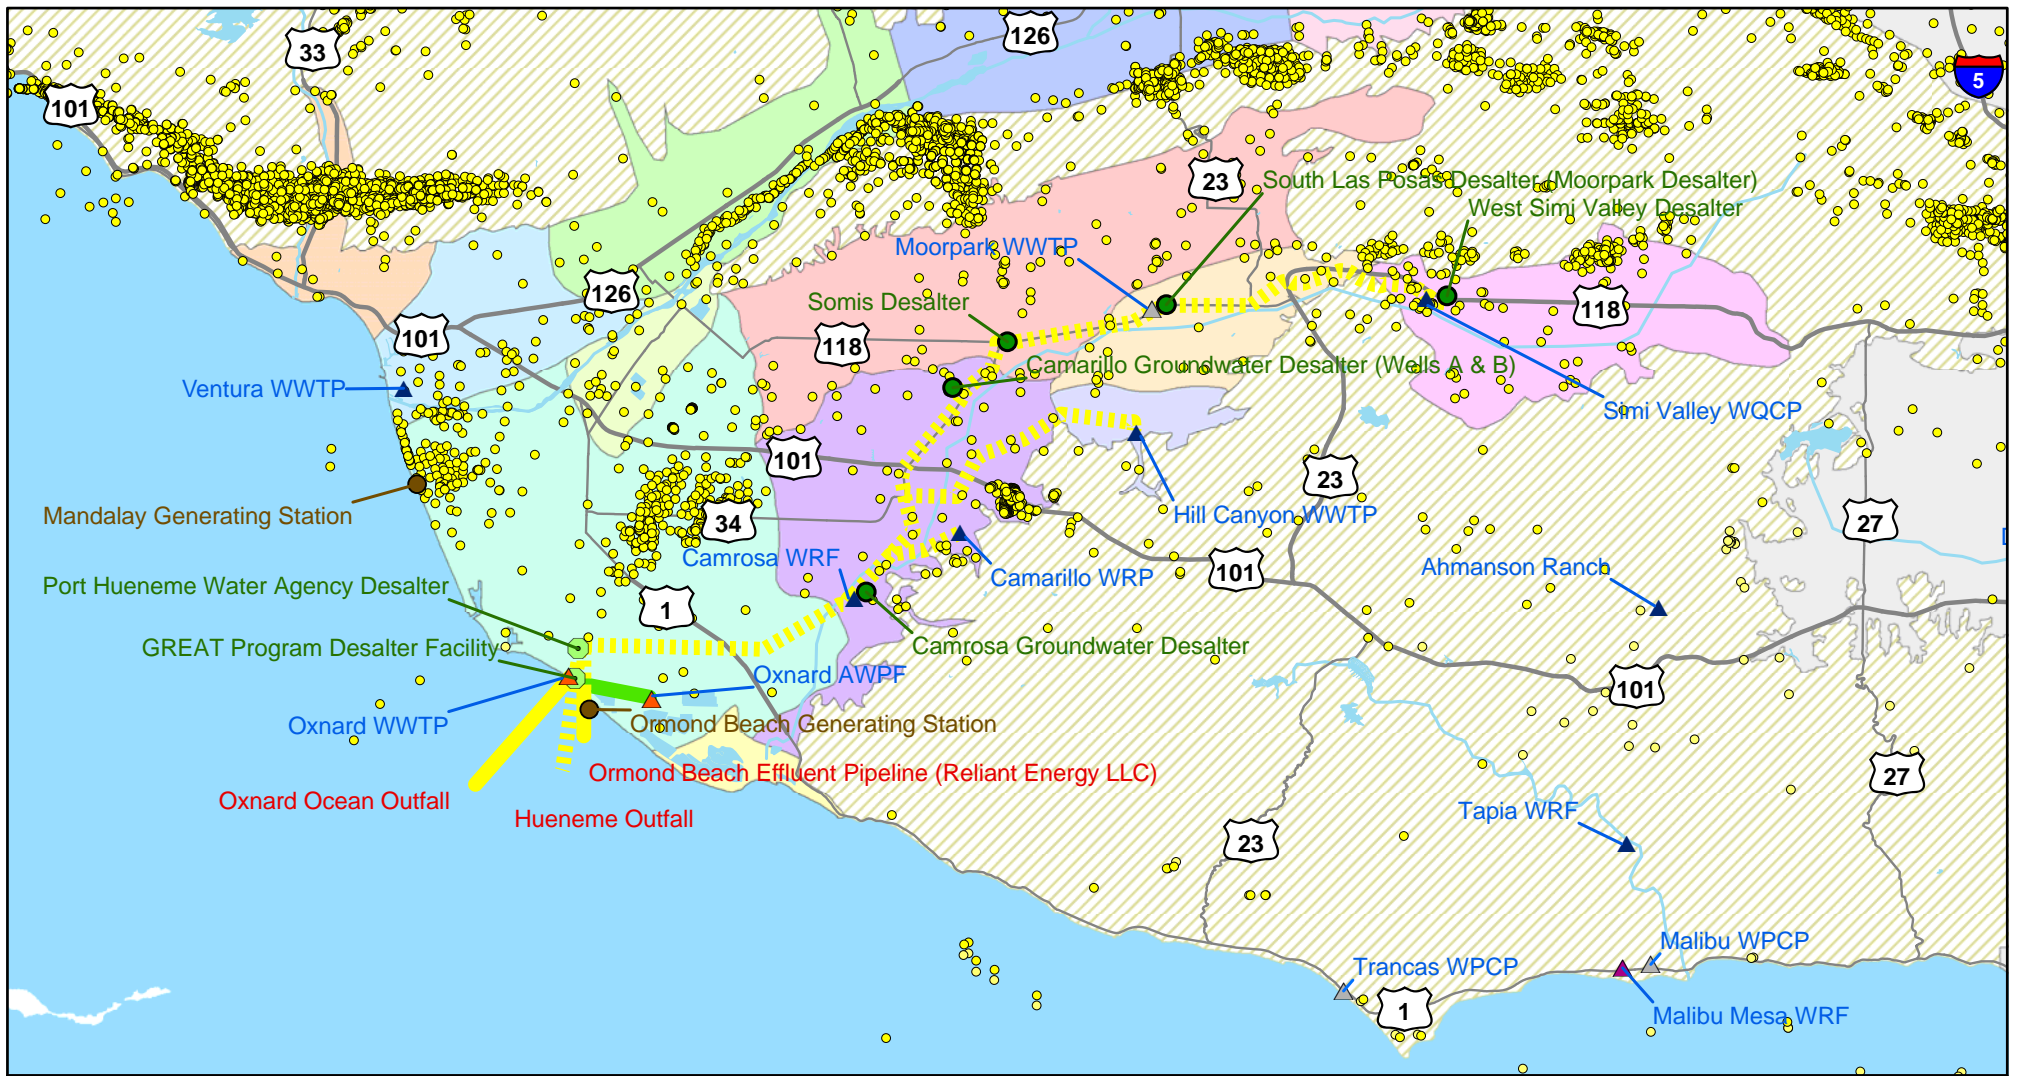 33
126
5
101
23
South Las Posas Desalter (Moorpark Desalter)
West Simi Valley Desalter
Moorpark WWTP
126
Somis Desalter
118
101
118
Camarillo Groundwater Desalter (Wells A & B)
Ventura WWTP
Simi Valley WQCP
101
23
Mandalay Generating Station
34
Hill Canyon WWTP
27
Camrosa WRF
101
Ahmanson Ranch
Camarillo WRP
Port Hueneme Water Agency Desalter
1
GREAT Program Desalter Facility
Camrosa Groundwater Desalter
Oxnard AWPF
101
Oxnard WWTP
Ormond Beach Generating Station
Ormond Beach Effluent Pipeline (Reliant Energy LLC)
27
Oxnard Ocean Outfall
Hueneme Outfall
Tapia WRF
23
Malibu WPCP
Trancas WPCP
1
Malibu Mesa WRF